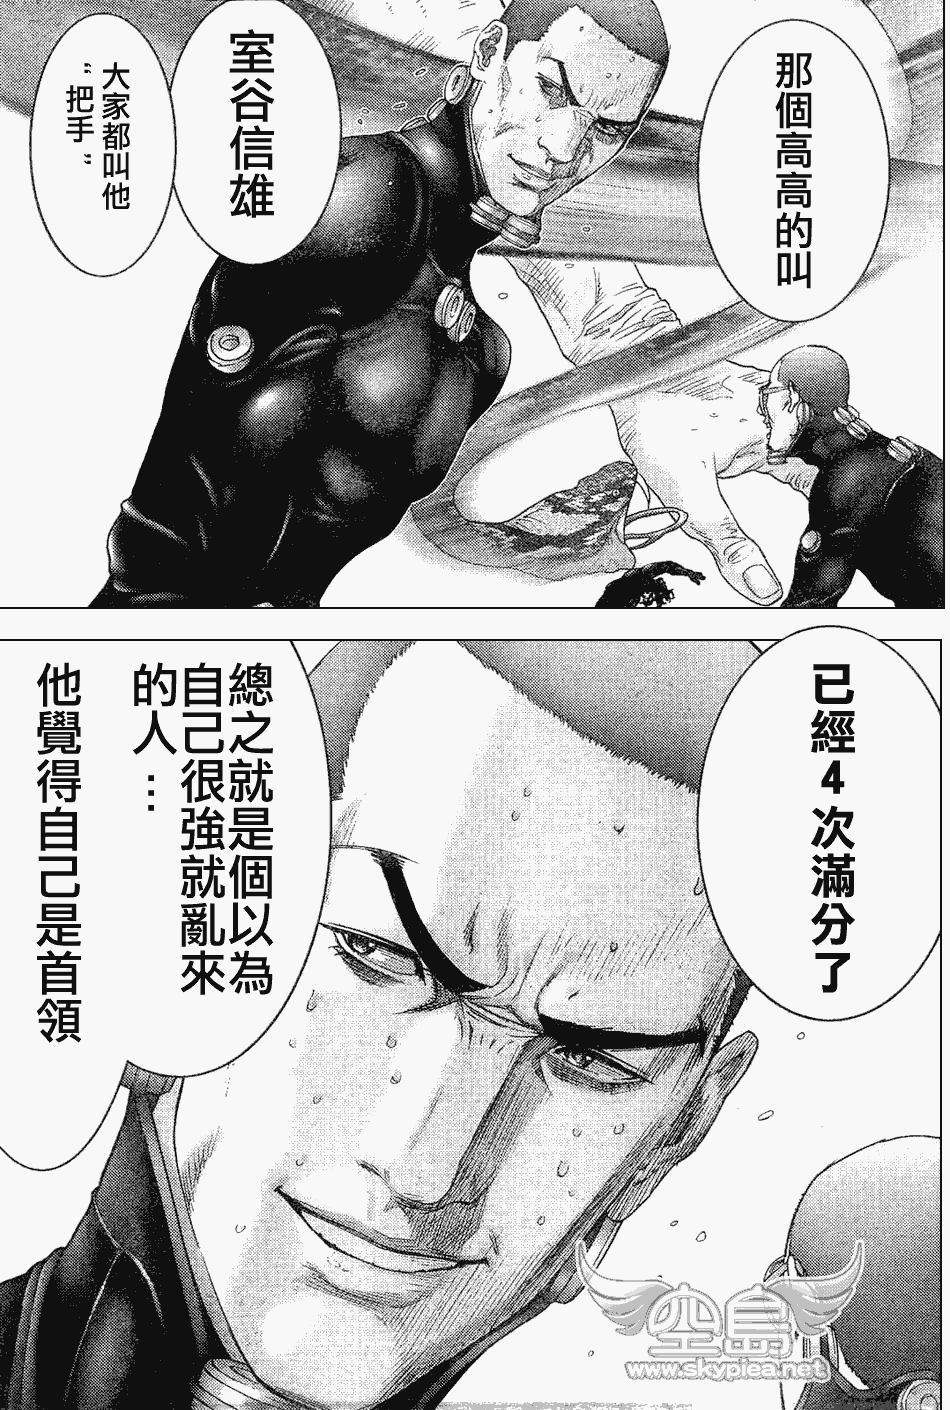 那個高高的叫
室谷信雄
大家都叫他
“把手”
已經4次滿分了
總之就是個以為
自己很強就亂來
的人…
他覺得自己是首領
空島
www.skypiea.net